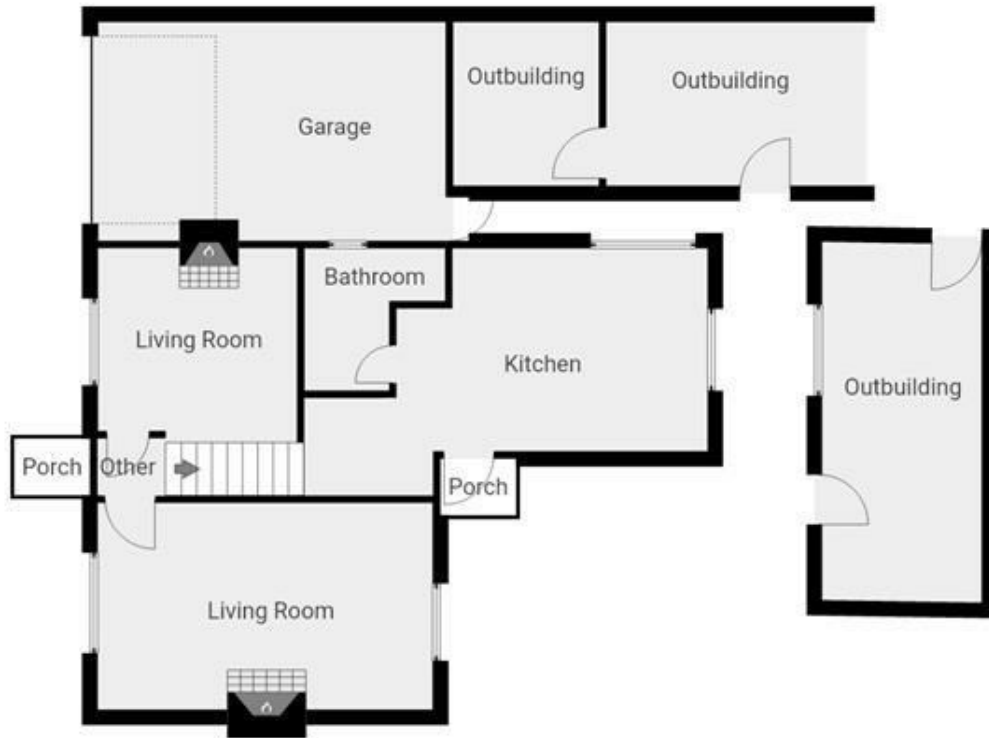 Outbuilding
Outbuilding
Garage
Bathroom
Living Room
Kitchen
Outbuilding
Porch
Other
Porch
Living Room